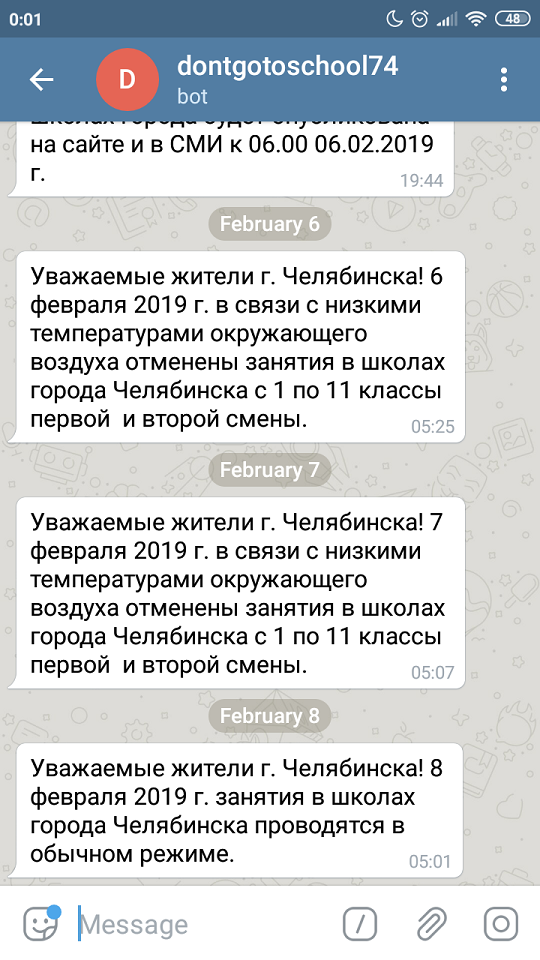 0:01
48
D
dontgotoschool74
bot
школах города будет опубликована
на сайте и в СМИ к 06.00 06.02.2019
г.
19:44
February 6
Уважаемые жители г. Челябинска! 6
февраля 2019 г. в связи с низкими
температурами окружающего
воздуха отменены занятия в школах
города Челябинска с 1 по 11 классы
первой  и второй смены.
05:25
February 7
Уважаемые жители г. Челябинска! 7
февраля 2019 г. в связи с низкими
температурами окружающего
воздуха отменены занятия в школах
города Челябинска с 1 по 11 классы
первой  и второй смены.
05:07
February 8
Уважаемые жители г. Челябинска! 8
февраля 2019 г. занятия в школах
города Челябинска проводятся в
обычном режиме.
05:01
Message